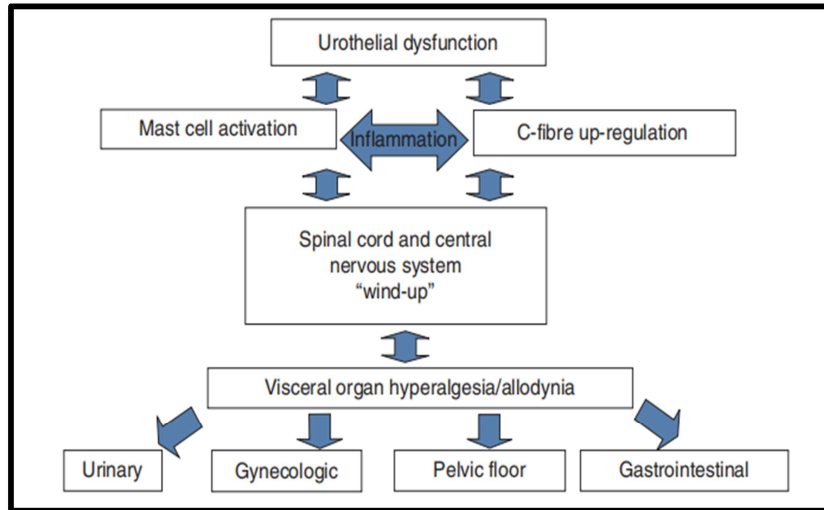 Urothelial dysfunction
Mast cell activation
Inflammation
C-fibre up-regulation
Spinal cord and central
nervous system
“wind-up”
Visceral organ hyperalgesia/allodynia
Urinary
Gynecologic
Pelvic floor
Gastrointestinal